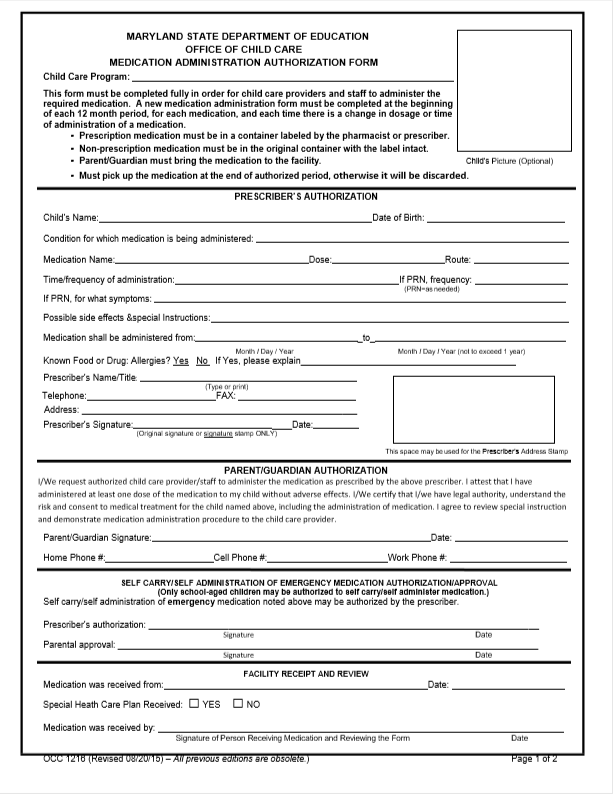 MARYLAND STATE DEPARTMENT OF EDUCATION
OFFICE OF CHILD CARE
MEDICATION ADMINISTRATION AUTHORIZATION FORM
Child Care Program:
This form must be completed fully in order for child care providers and staff to administer the
required medication. A new medication administration form must be completed at the beginning
of each 12 month period, for each medication, and each time there is a change in dosage or time
of administration of a medication.
• Prescription medication must be in a container labeled by the pharmacist or prescriber.
• Non-prescription medication must be in the original container with the label intact.
• Parent/Guardian must bring the medication to the facility.
• Must pick up the medication at the end of authorized period, otherwise it will be discarded.
Child's Picture (Optional)
PRESCRIBER'S AUTHORIZATION
Child's Name: Date of Birth:
Condition for which medication is being administered:
Medication Name: Dose: Route:
Time/frequency of administration: If PRN, frequency:
(PRN=as needed)
If PRN, for what symptoms:
Possible side effects &special Instructions:
Medication shall be administered from: to
Month / Day / Year Month / Day / Year (not to exceed 1 year)
Known Food or Drug: Allergies? Yes No If Yes, please explain
Prescriber's Name/Title:
(Type or print)
Telephone: FAX:
Address:
Prescriber's Signature: Date:
(Original signature or signature stamp ONLY)
This space may be used for the Prescriber's Address Stamp
PARENT/GUARDIAN AUTHORIZATION
I/We request authorized child care provider/staff to administer the medication as prescribed by the above prescriber. I attest that I have
administered at least one dose of the medication to my child without adverse effects. I/We certify that I/we have legal authority, understand the
risk and consent to medical treatment for the child named above, including the administration of medication. I agree to review special instruction
and demonstrate medication administration procedure to the child care provider.
Parent/Guardian Signature: Date:
Home Phone #: Cell Phone #: Work Phone #:
SELF CARRY/SELF ADMINISTRATION OF EMERGENCY MEDICATION AUTHORIZATION/APPROVAL
(Only school-aged children may be authorized to self carry/self administer medication.)
Self carry/self administration of emergency medication noted above may be authorized by the prescriber.
Prescriber's authorization:
Signature Date
Parental approval:
Signature Date
FACILITY RECEIPT AND REVIEW
Medication was received from: Date:
Special Heath Care Plan Received: ☐ YES ☐ NO
Medication was received by:
Signature of Person Receiving Medication and Reviewing the Form Date
OCC 1216 (Revised 08/20/15) – All previous editions are obsolete.) Page 1 of 2